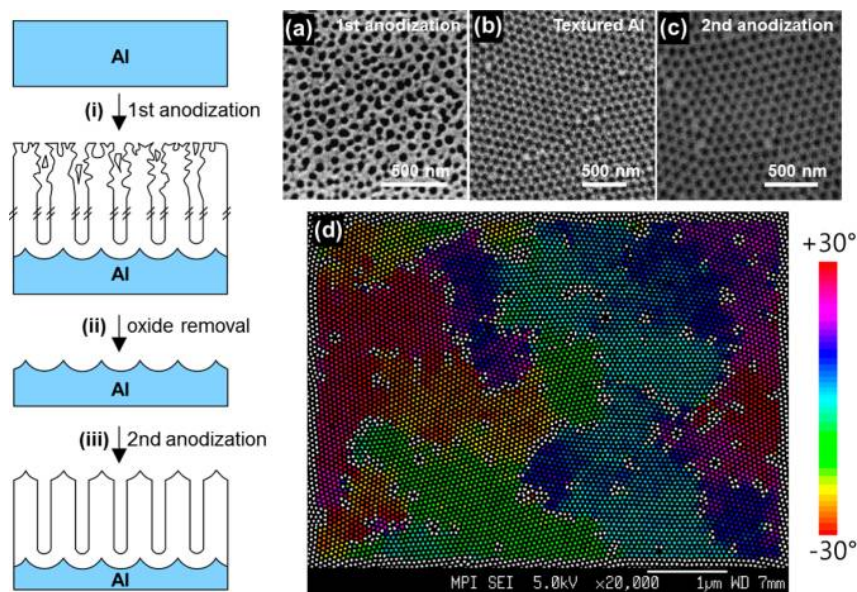 Al
(i) 1st anodization
Al
(ii) oxide removal
Al
(iii) 2nd anodization
Al
(a) 1st anodization
500 nm
(b) Textured Al
500 nm
(c) 2nd anodization
500 nm
(d)
MPI SEI 5.0kV ×20,000 1μm WD 7mm
+30°
-30°